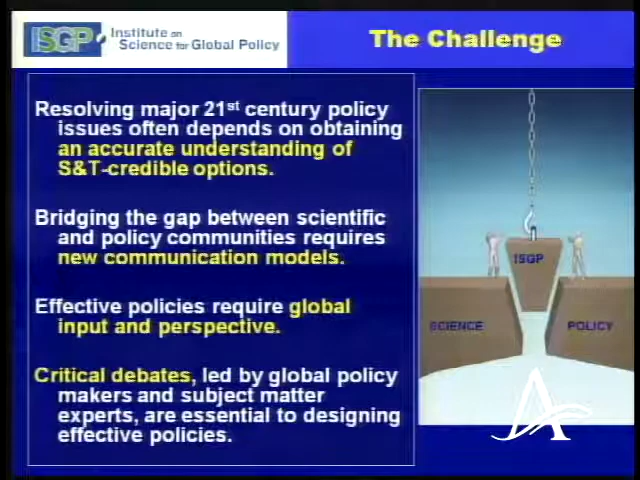 ISGP
Institute on
Science for Global Policy
The Challenge
Resolving major 21st century policy
issues often depends on obtaining
an accurate understanding of
S&T-credible options.
Bridging the gap between scientific
and policy communities requires
new communication models.
Effective policies require global
input and perspective.
Critical debates, led by global policy
makers and subject matter
experts, are essential to designing
effective policies.
ISGP
SCIENCE
POLICY
A